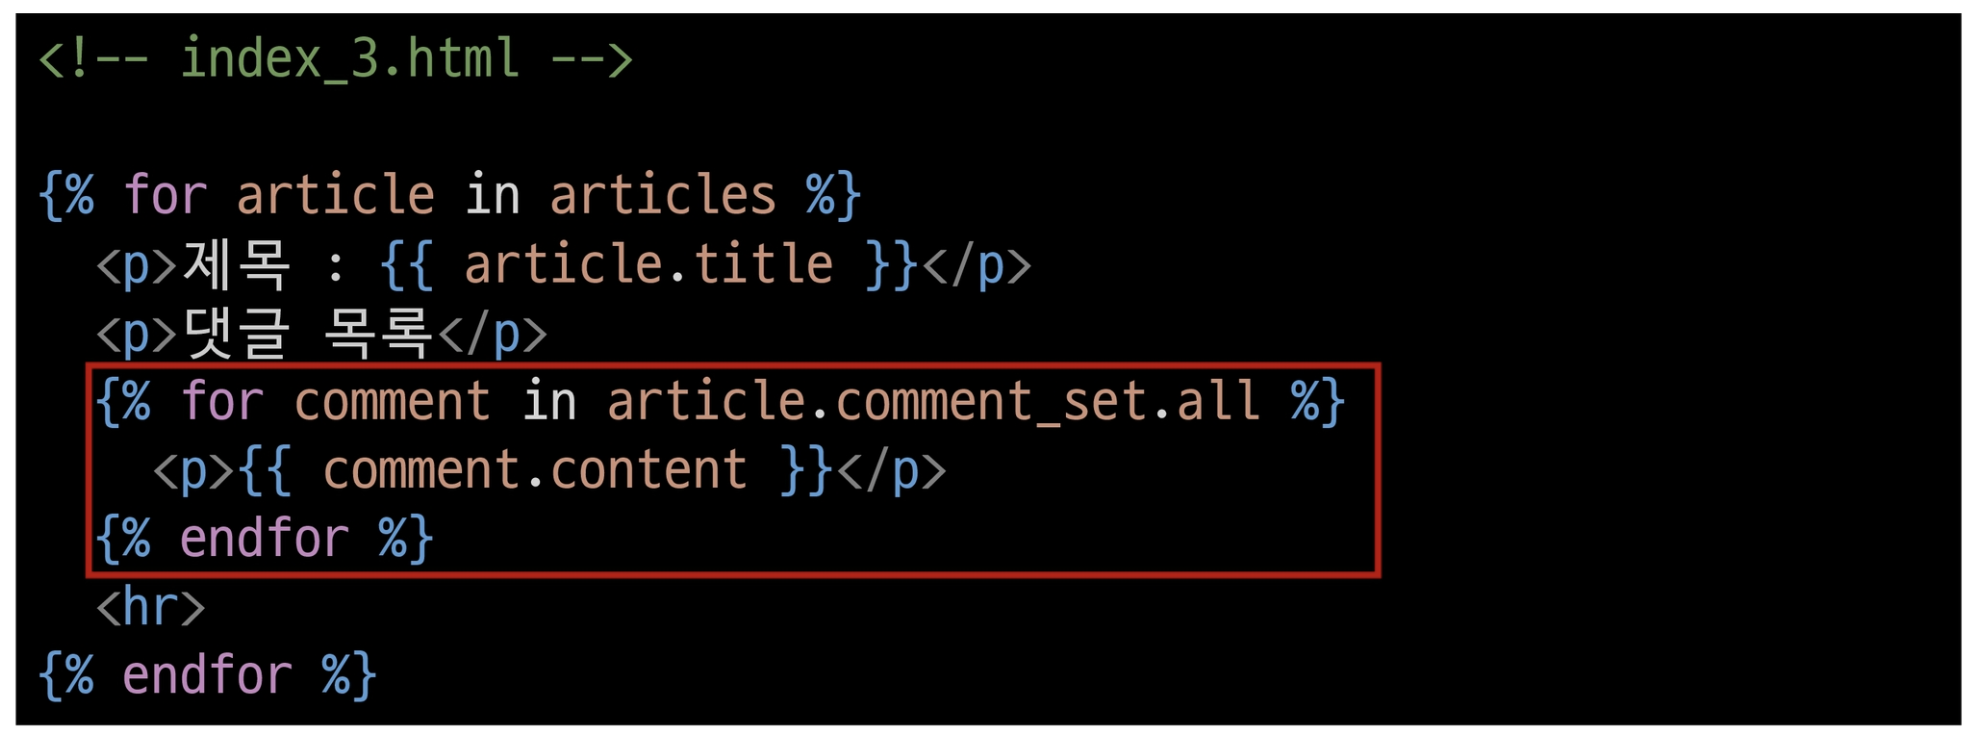 <!-- index_3.html -->
{% for article in articles %}
<p>제목 : {{ article.title }}</p>
<p>댓글 목록</p>
{% for comment in article.comment_set.all %}
<p>{{ comment.content }}</p>
{% endfor %}
<hr>
{% endfor %}